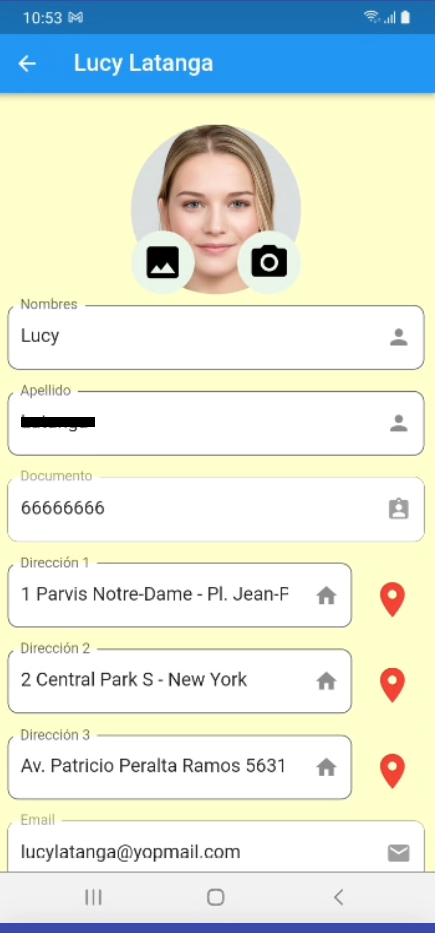 10:53
Lucy Latanga
Nombres
Lucy
Apellido
Documento
66666666
Dirección 1
1 Parvis Notre-Dame - Pl. Jean-F
Dirección 2
2 Central Park S - New York
Dirección 3
Av. Patricio Peralta Ramos 5631
Email
lucylatanga@yopmail.com